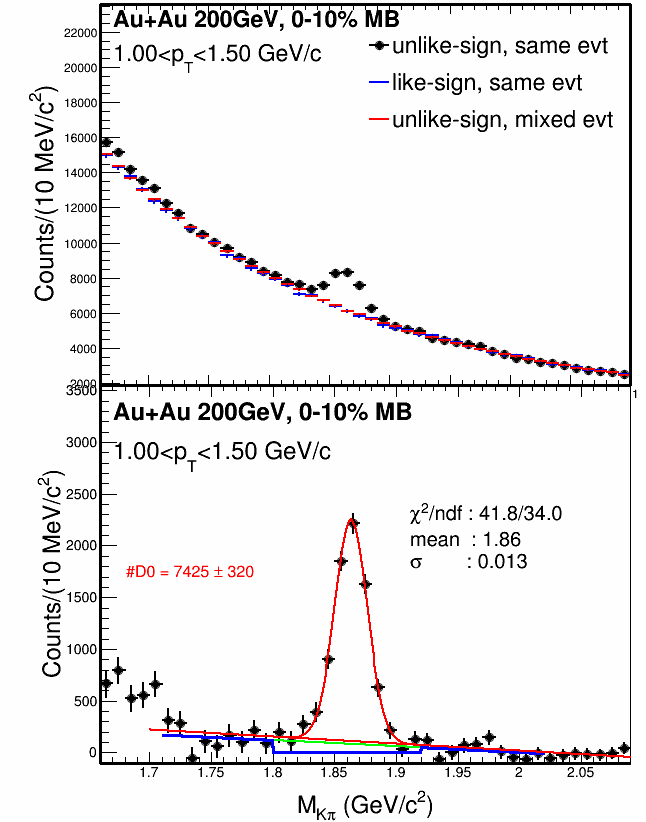 Au+Au 200GeV, 0-10% MB
1.00<p_T<1.50 GeV/c
unlike-sign, same evt
like-sign, same evt
unlike-sign, mixed evt
Counts/(10 MeV/c²)
22000
20000
18000
16000
14000
12000
10000
8000
6000
4000
2000
1
Au+Au 200GeV, 0-10% MB
1.00<p_T<1.50 GeV/c
χ²/ndf : 41.8/34.0
mean : 1.86
σ : 0.013
#D0 = 7425 ± 320
Counts/(10 MeV/c²)
3500
3000
2500
2000
1500
1000
500
0
1.7 1.75 1.8 1.85 1.9 1.95 2 2.05
M_Kπ (GeV/c²)